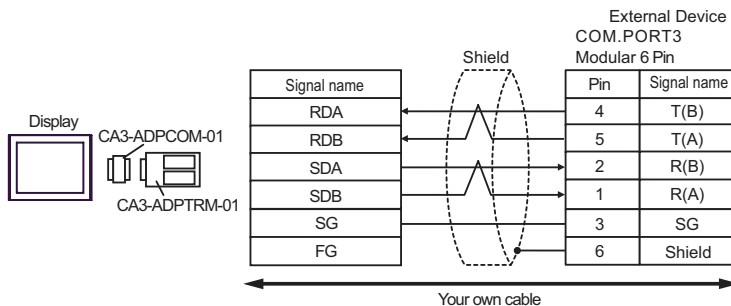 External Device
COM.PORT3
Shield
Modular 6 Pin
Signal name
Pin
Signal name
RDA
4
T(B)
Display
CA3-ADPCOM-01
RDB
5
T(A)
SDA
2
R(B)
SDB
1
R(A)
CA3-ADPTRM-01
SG
3
SG
FG
6
Shield
Your own cable